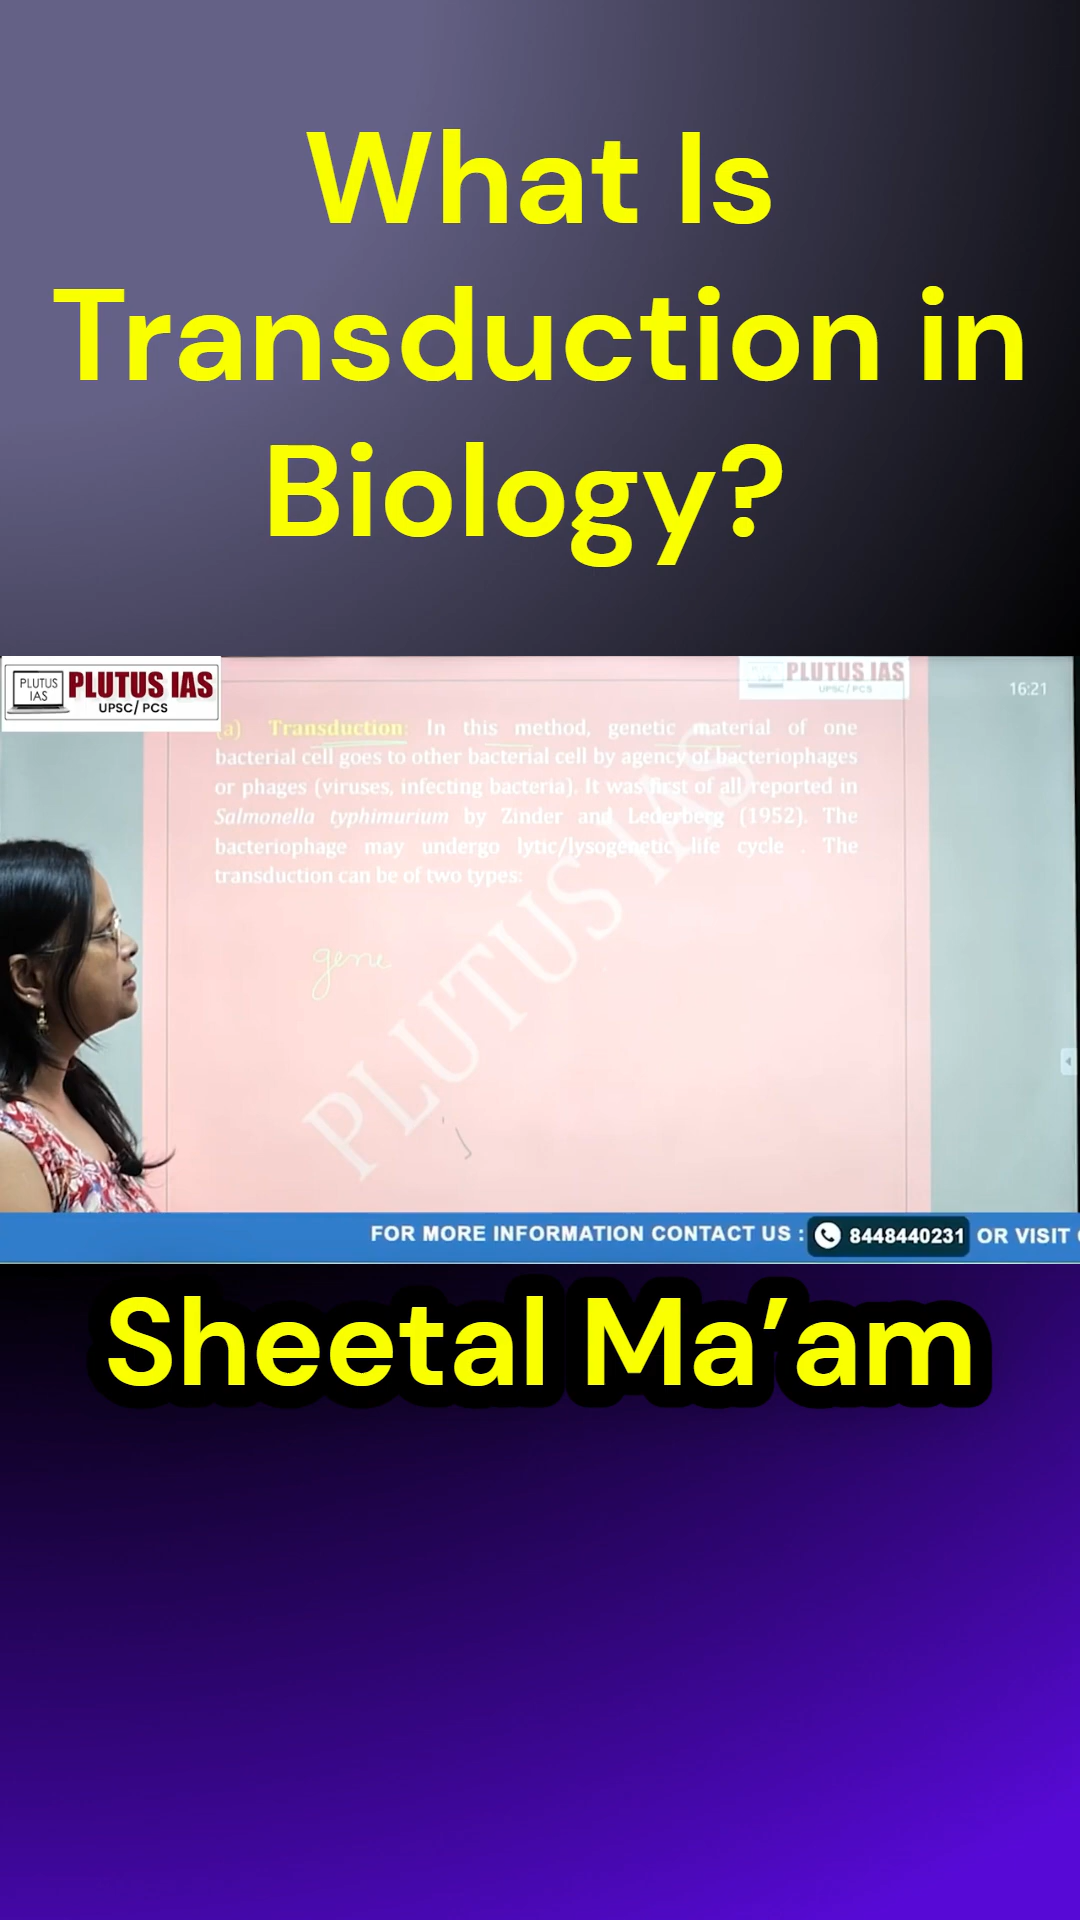 What Is
Transduction in
Biology?
PLUTUS IAS
PLUTUS IAS
UPSC/ PCS
PLUTUS IAS
UPSC/ PCS
16:21
(a) Transduction: In this method, genetic material of one
bacterial cell goes to other bacterial cell by agency of bacteriophages
or phages (viruses, infecting bacteria). It was first of all reported in
Salmonella typhimurium by Zinder and Lederberg (1952). The
bacteriophage may undergo lytic/lysogenetic life cycle . The
transduction can be of two types:
gene
PLUTUS IAS
FOR MORE INFORMATION CONTACT US : 8448440231 OR VISIT
Sheetal Ma’am